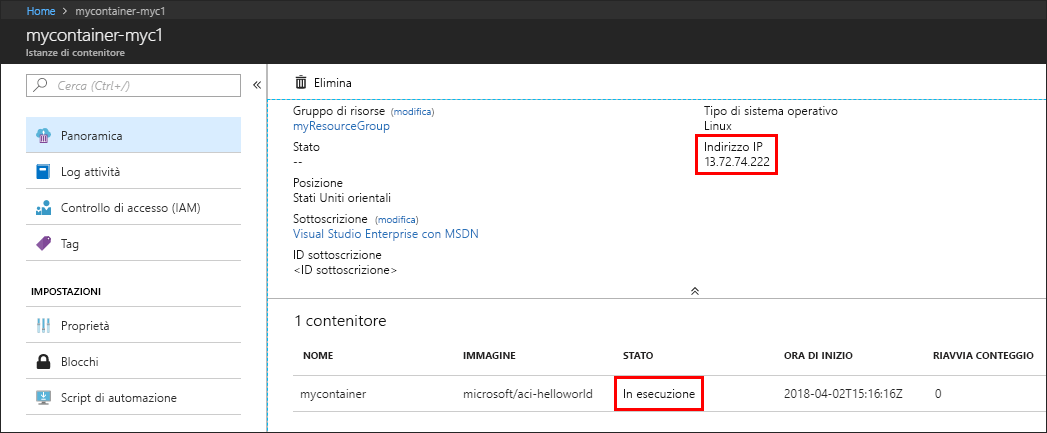 Home > mycontainer-myc1
mycontainer-myc1
Istanze di contenitore
Cerca (Ctrl+/)
Panoramica
Log attività
Controllo di accesso (IAM)
Tag
IMPOSTAZIONI
Proprietà
Blocchi
Script di automazione
Elimina
Gruppo di risorse (modifica)
myResourceGroup
Stato
--
Posizione
Stati Uniti orientali
Sottoscrizione (modifica)
Visual Studio Enterprise con MSDN
ID sottoscrizione
<ID sottoscrizione>
Tipo di sistema operativo
Linux
Indirizzo IP
13.72.74.222
1 contenitore
NOME IMMAGINE STATO ORA DI INIZIO RIAVVIA CONTEGGIO
mycontainer microsoft/aci-helloworld In esecuzione 2018-04-02T15:16:16Z 0